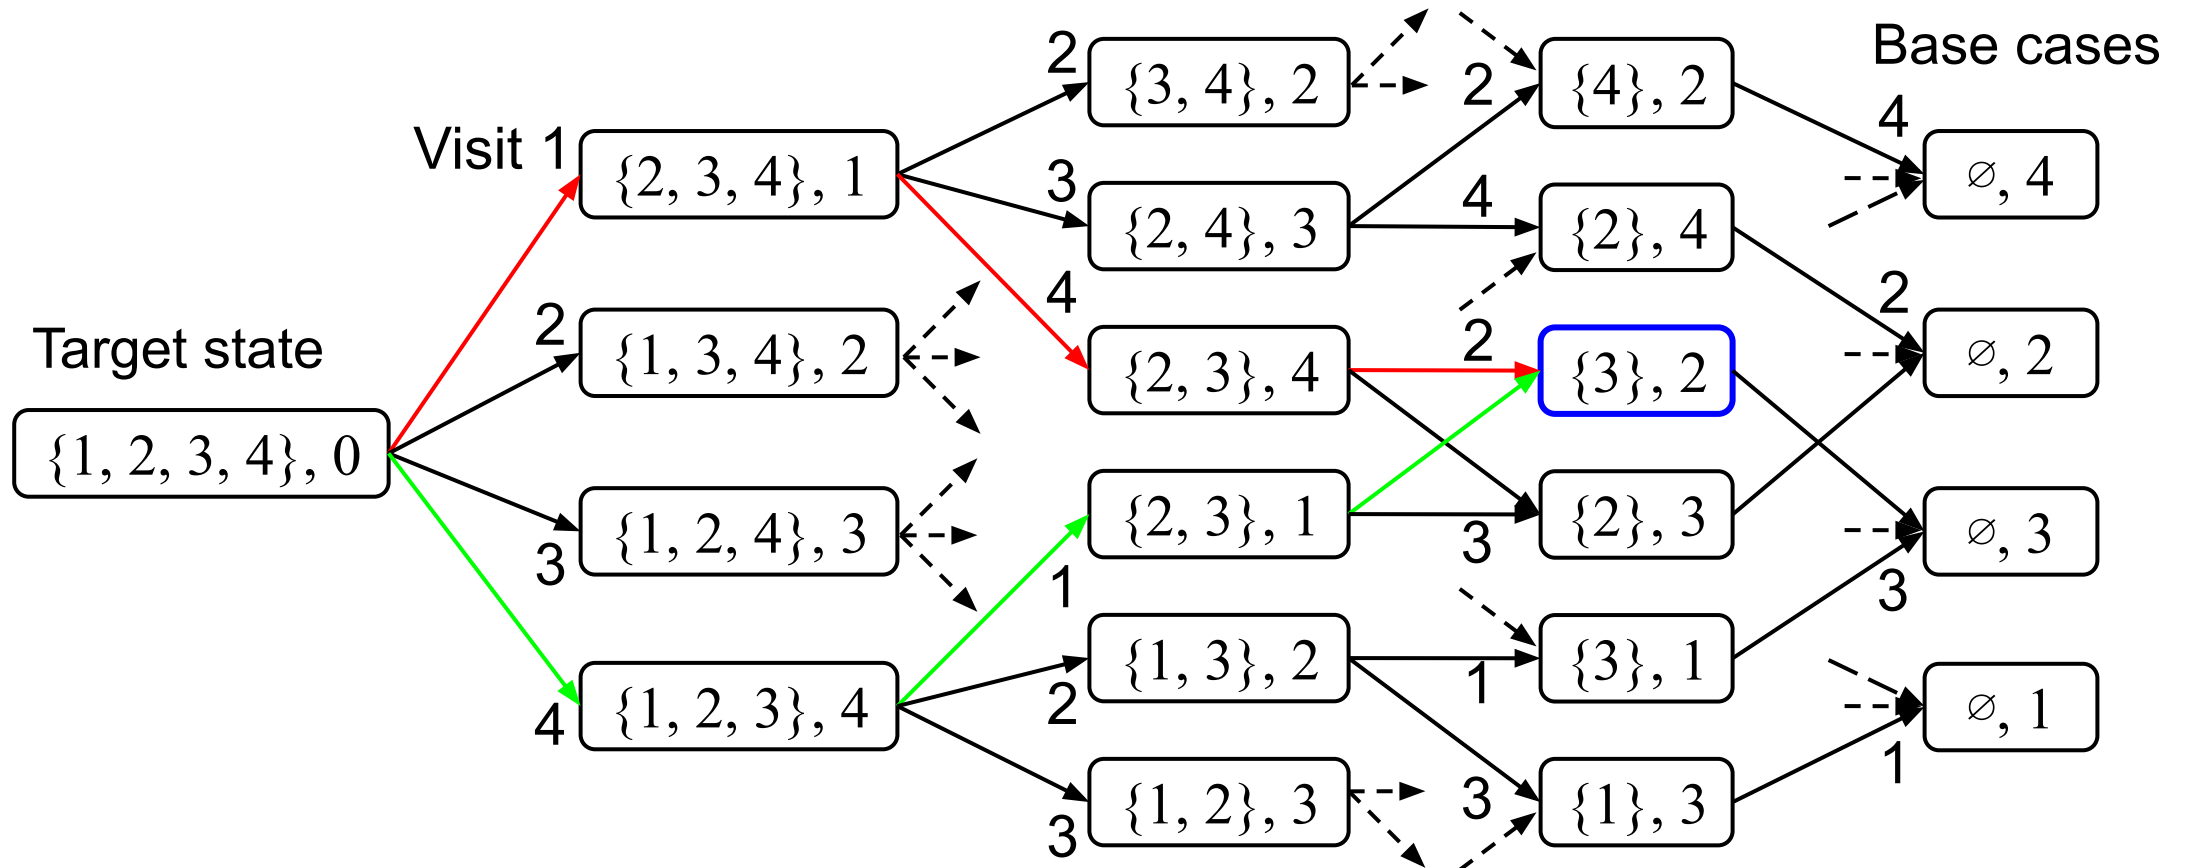 Target state
{1, 2, 3, 4}, 0
Visit 1
2
3
4
{2, 3, 4}, 1
{1, 3, 4}, 2
{1, 2, 4}, 3
{1, 2, 3}, 4
2
3
4
1
2
3
{3, 4}, 2
{2, 4}, 3
{2, 3}, 4
{2, 3}, 1
{1, 3}, 2
{1, 2}, 3
2
4
2
3
1
3
{4}, 2
{2}, 4
{3}, 2
{2}, 3
{3}, 1
{1}, 3
Base cases
4
2
3
1
∅, 4
∅, 2
∅, 3
∅, 1